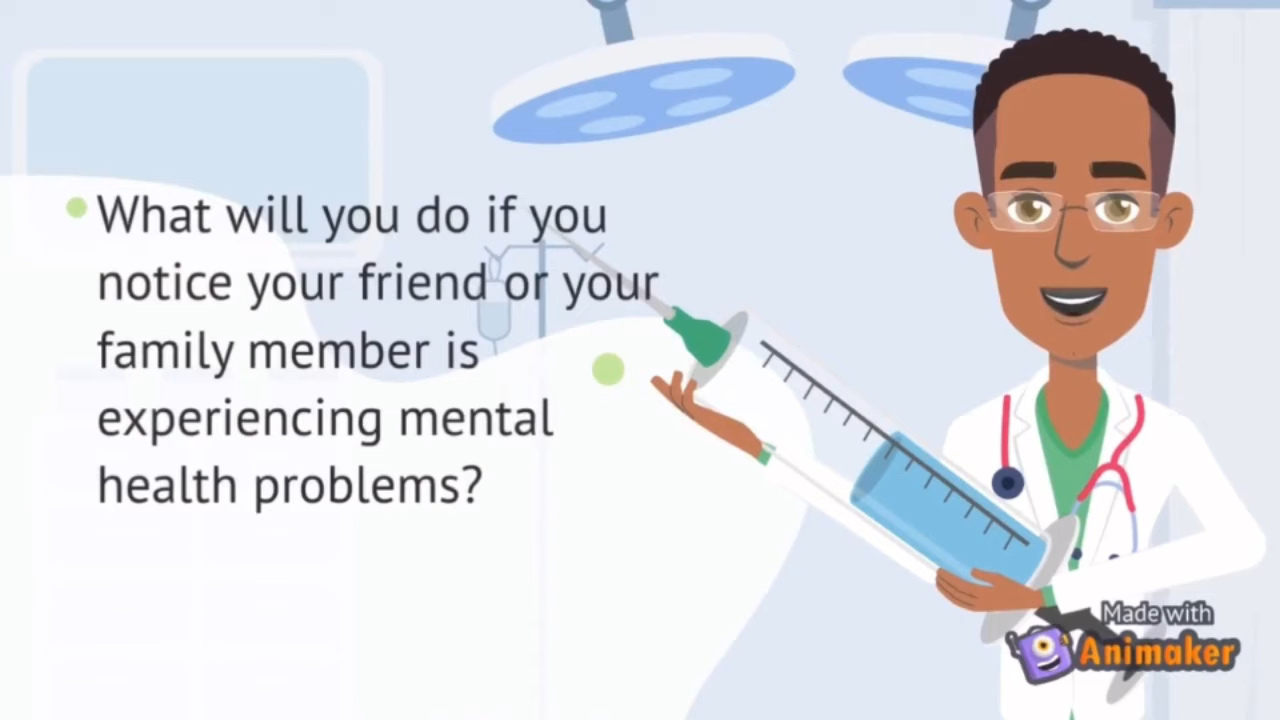 What will you do if you
notice your friend or your
family member is
experiencing mental
health problems?
Made with
Animaker